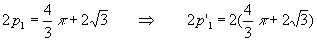 2p₁ = 4/3 π + 2√3 ⇒ 2p'₁ = 2(4/3 π + 2√3)